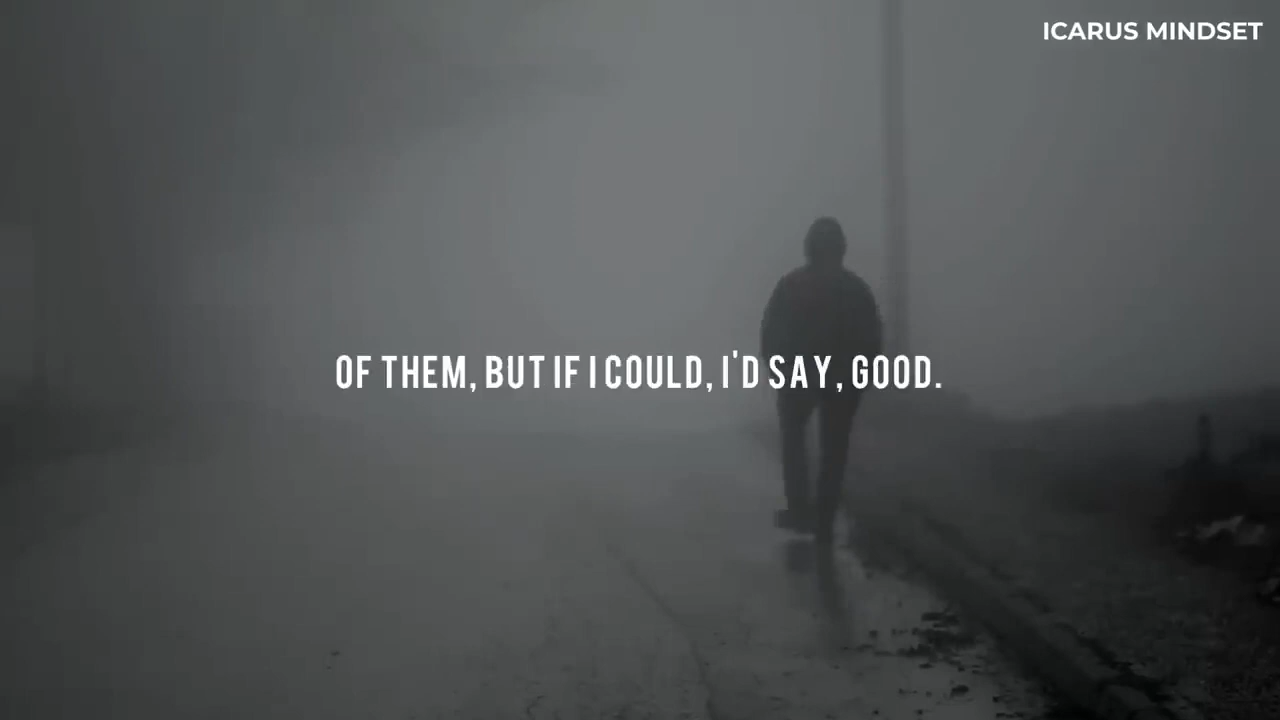 ICARUS MINDSET
OF THEM, BUT IF I COULD, I'D SAY, GOOD.